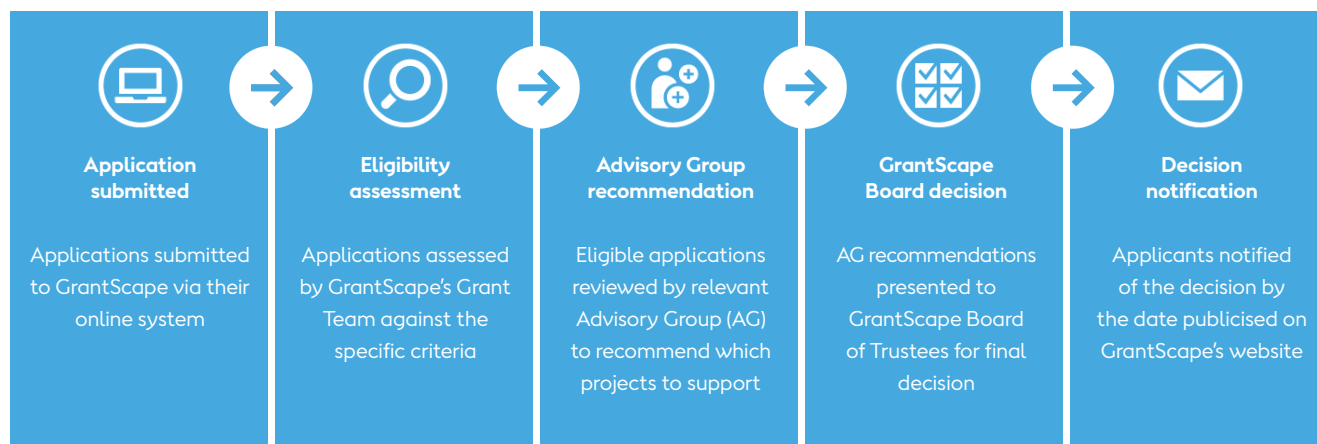 Application
submitted
Applications submitted
to GrantScape via their
online system
Eligibility
assessment
Applications assessed
by GrantScape's Grant
Team against the
specific criteria
Advisory Group
recommendation
Eligible applications
reviewed by relevant
Advisory Group (AG)
to recommend which
projects to support
GrantScape
Board decision
AG recommendations
presented to
GrantScape Board
of Trustees for final
decision
Decision
notification
Applicants notified
of the decision by
the date publicised on
GrantScape's website